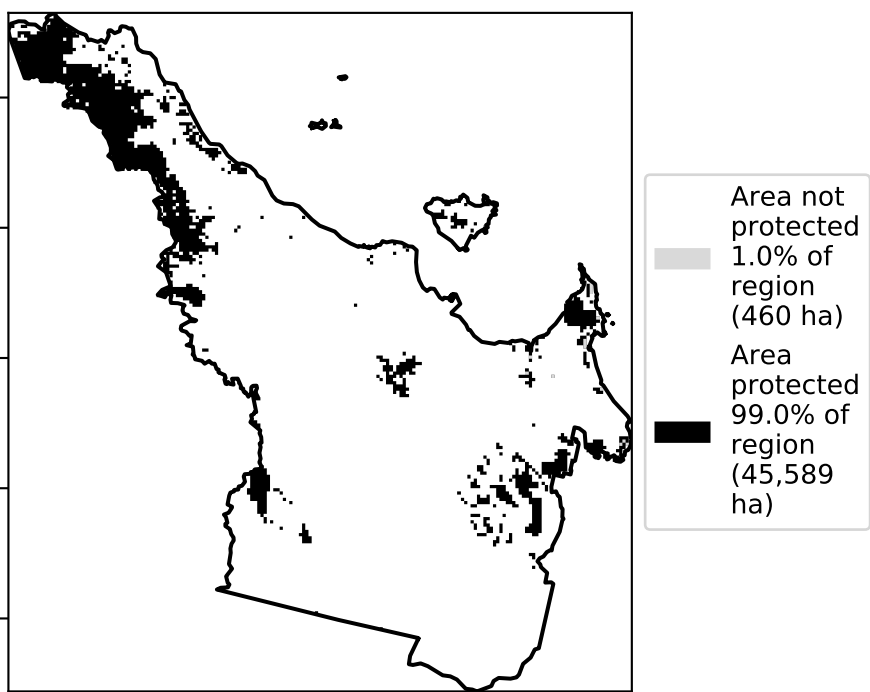 Area not
protected
1.0% of
region
(460 ha)
Area
protected
99.0% of
region
(45,589
ha)